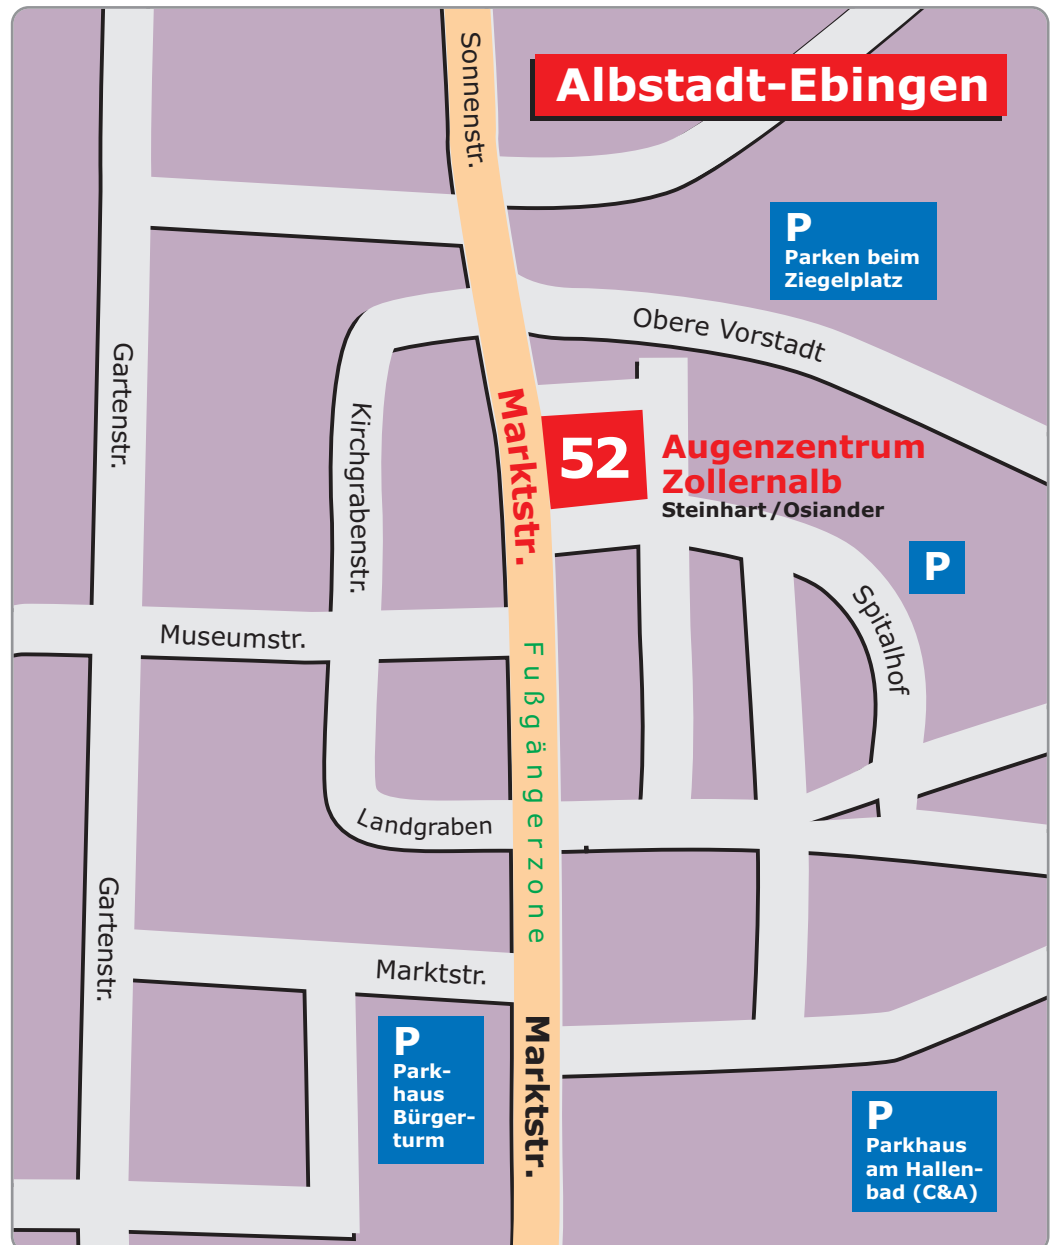 Sonnenstr.
Albstadt-Ebingen
P
Parken beim
Ziegelplatz
Obere Vorstadt
Gartenstr.
Kirchgrabenstr.
Marktstr.
52
Augenzentrum
Zollernalb
Steinhart/Osiander
P
Spitalhof
Museumstr.
Fußgängerzone
Landgraben
Gartenstr.
Marktstr.
Marktstr.
P
Park-
haus
Bürger-
turm
P
Parkhaus
am Hallen-
bad (C&A)